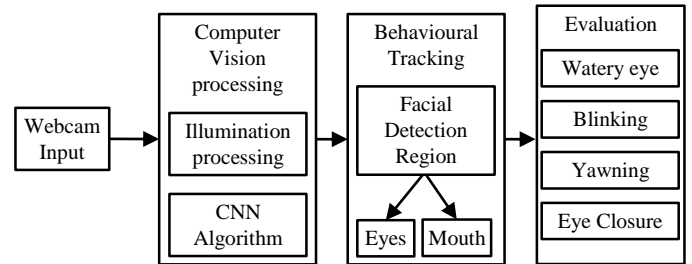 Webcam
Input
Computer
Vision
processing
Illumination
processing
CNN
Algorithm
Behavioural
Tracking
Facial
Detection
Region
Eyes
Mouth
Evaluation
Watery eye
Blinking
Yawning
Eye Closure